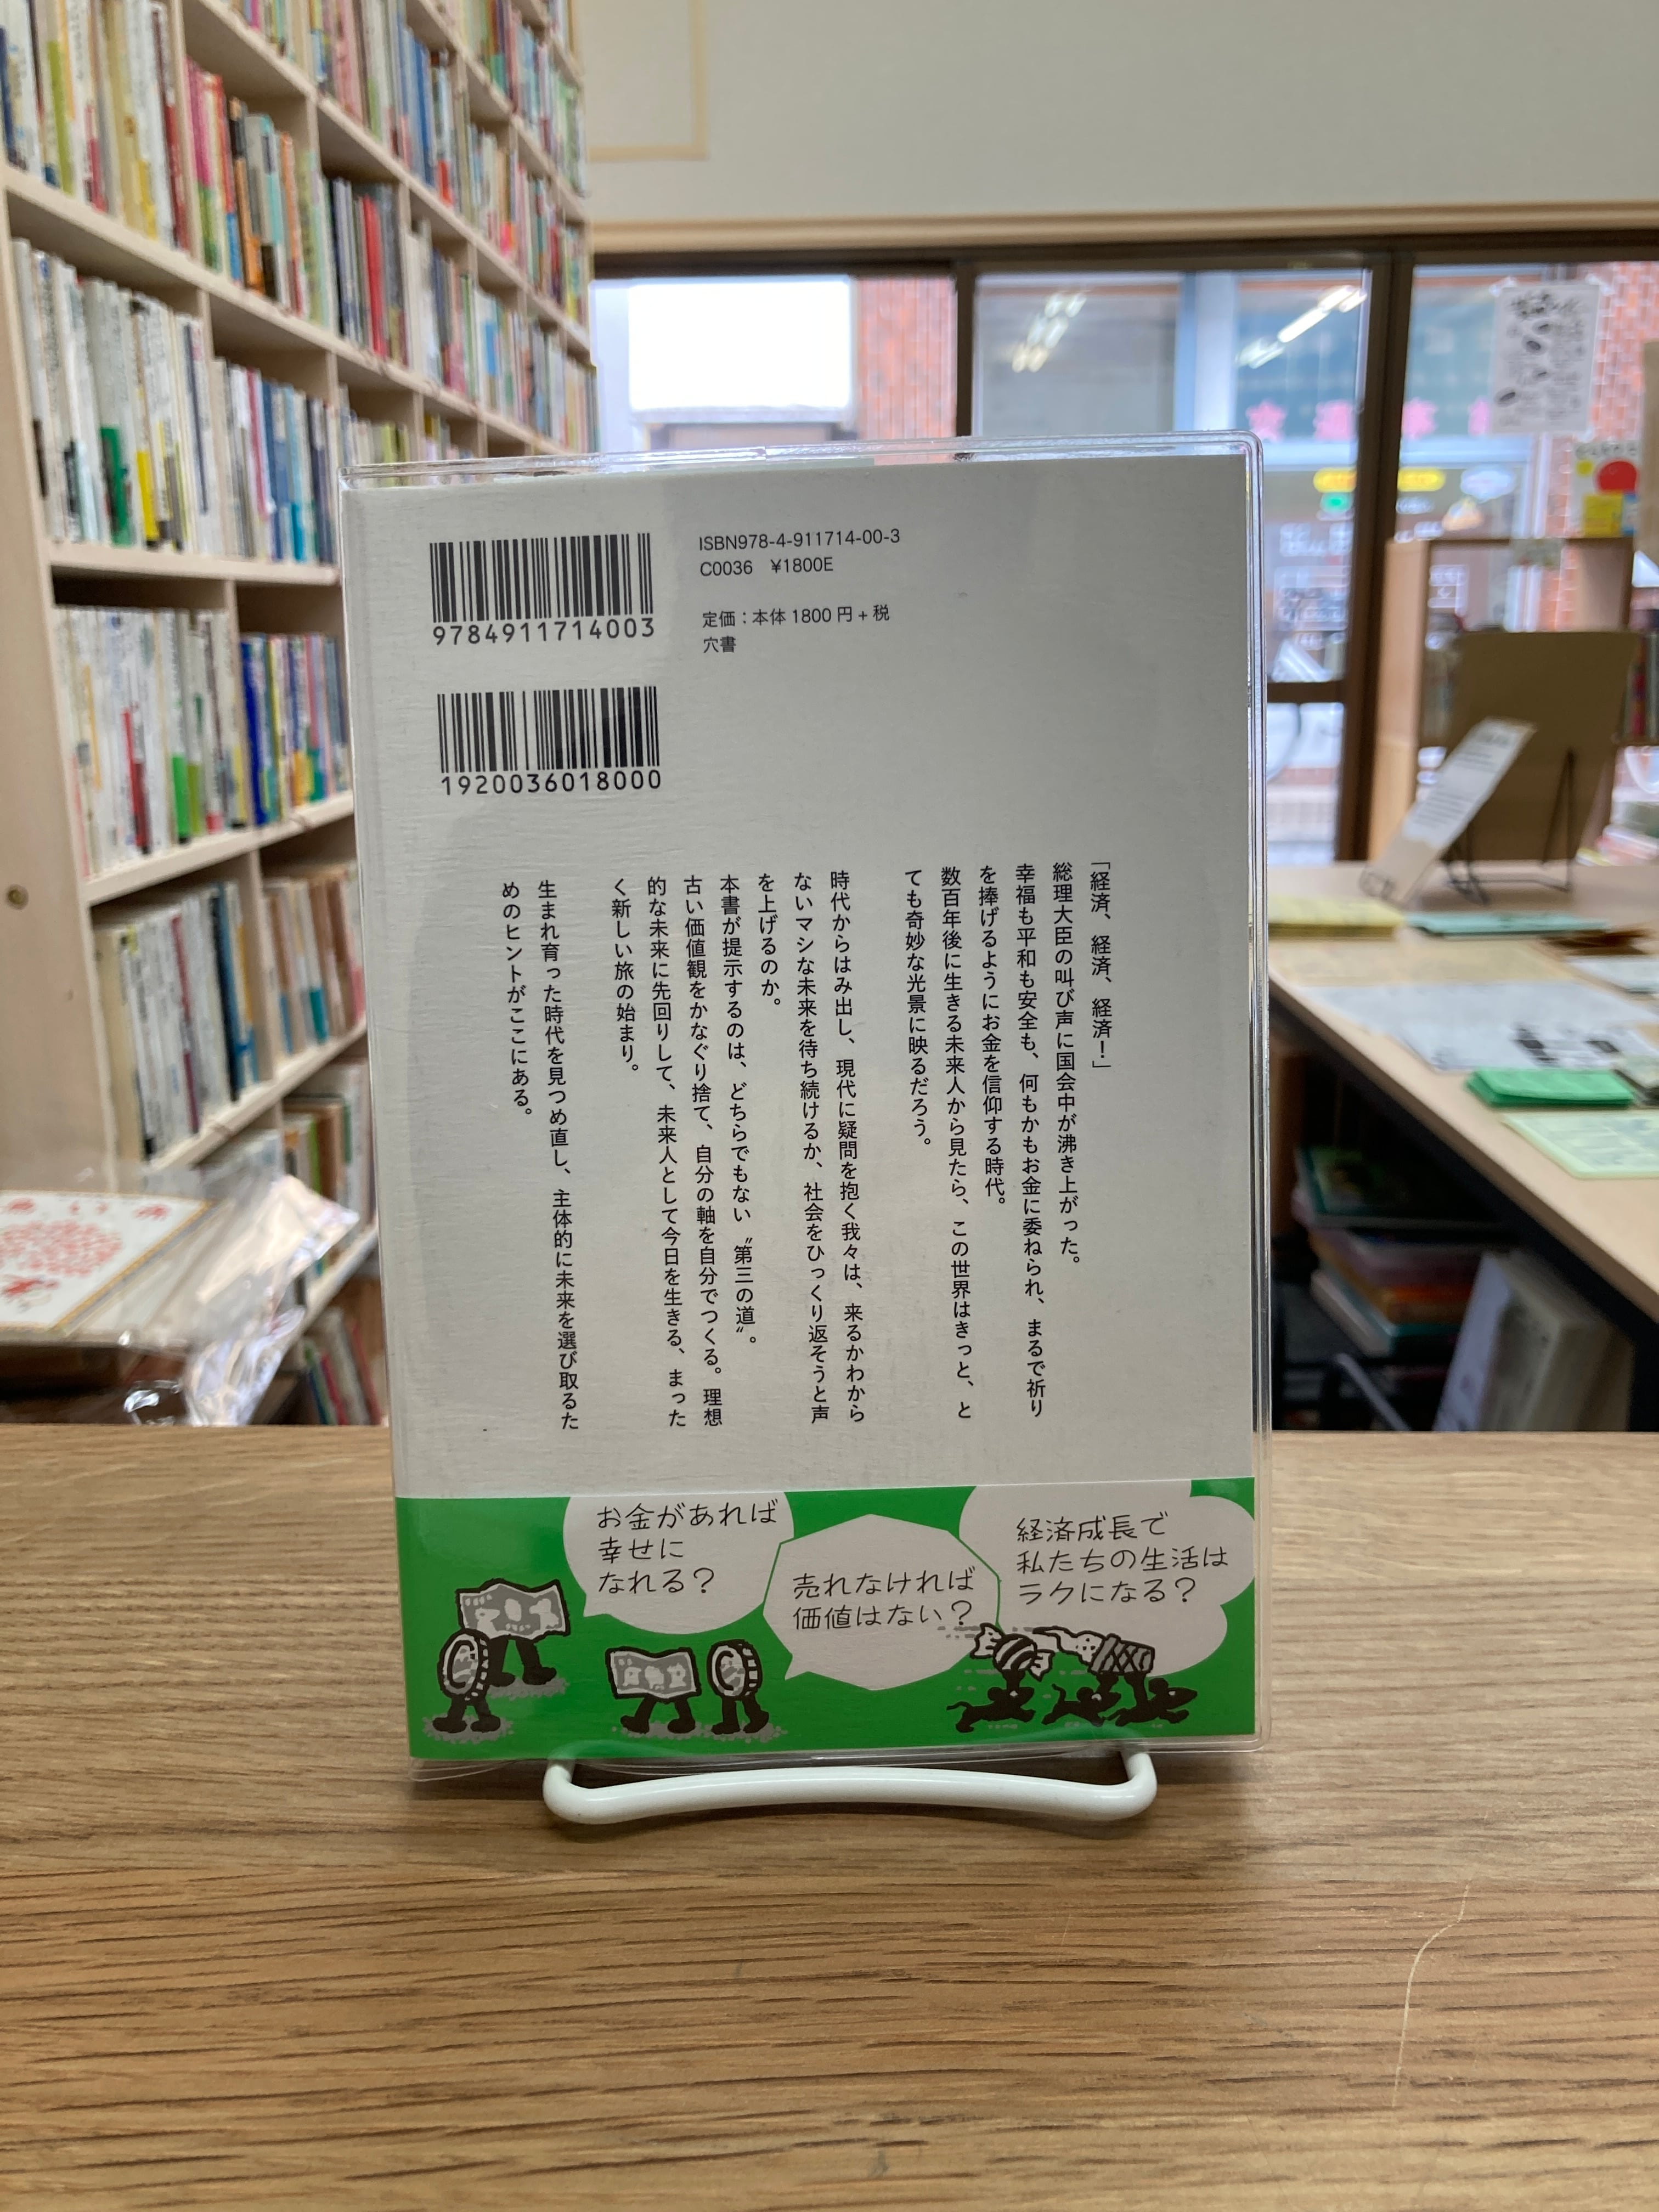 ISBN978-4-911714-00-3
C0036　¥1800E
定価：本体 1800 円 + 税
穴書
9784911714003
1920036018000
「経済、経済、経済！」
総理大臣の叫び声に国会中が沸き上がった。
幸福も平和も安全も、何もかもお金に委ねられ、まるで祈り
を捧げるようにお金を信仰する時代。
数百年後に生きる未来人から見たら、この世界はきっと、と
ても奇妙な光景に映るだろう。
時代からはみ出し、現代に疑問を抱く我々は、来るかわから
ないマシな未来を待ち続けるか、社会をひっくり返そうと声
を上げるのか。
本書が提示するのは、どちらでもない〝第三の道〟。
古い価値観をかなぐり捨て、自分の軸を自分でつくる。理想
的な未来に先回りして、未来人として今日を生きる、まった
く新しい旅の始まり。
生まれ育った時代を見つめ直し、主体的に未来を選び取るた
めのヒントがここにある。
お金があれば
幸せに
なれる？
売れなければ
価値はない？
経済成長で
私たちの生活は
ラクになる？